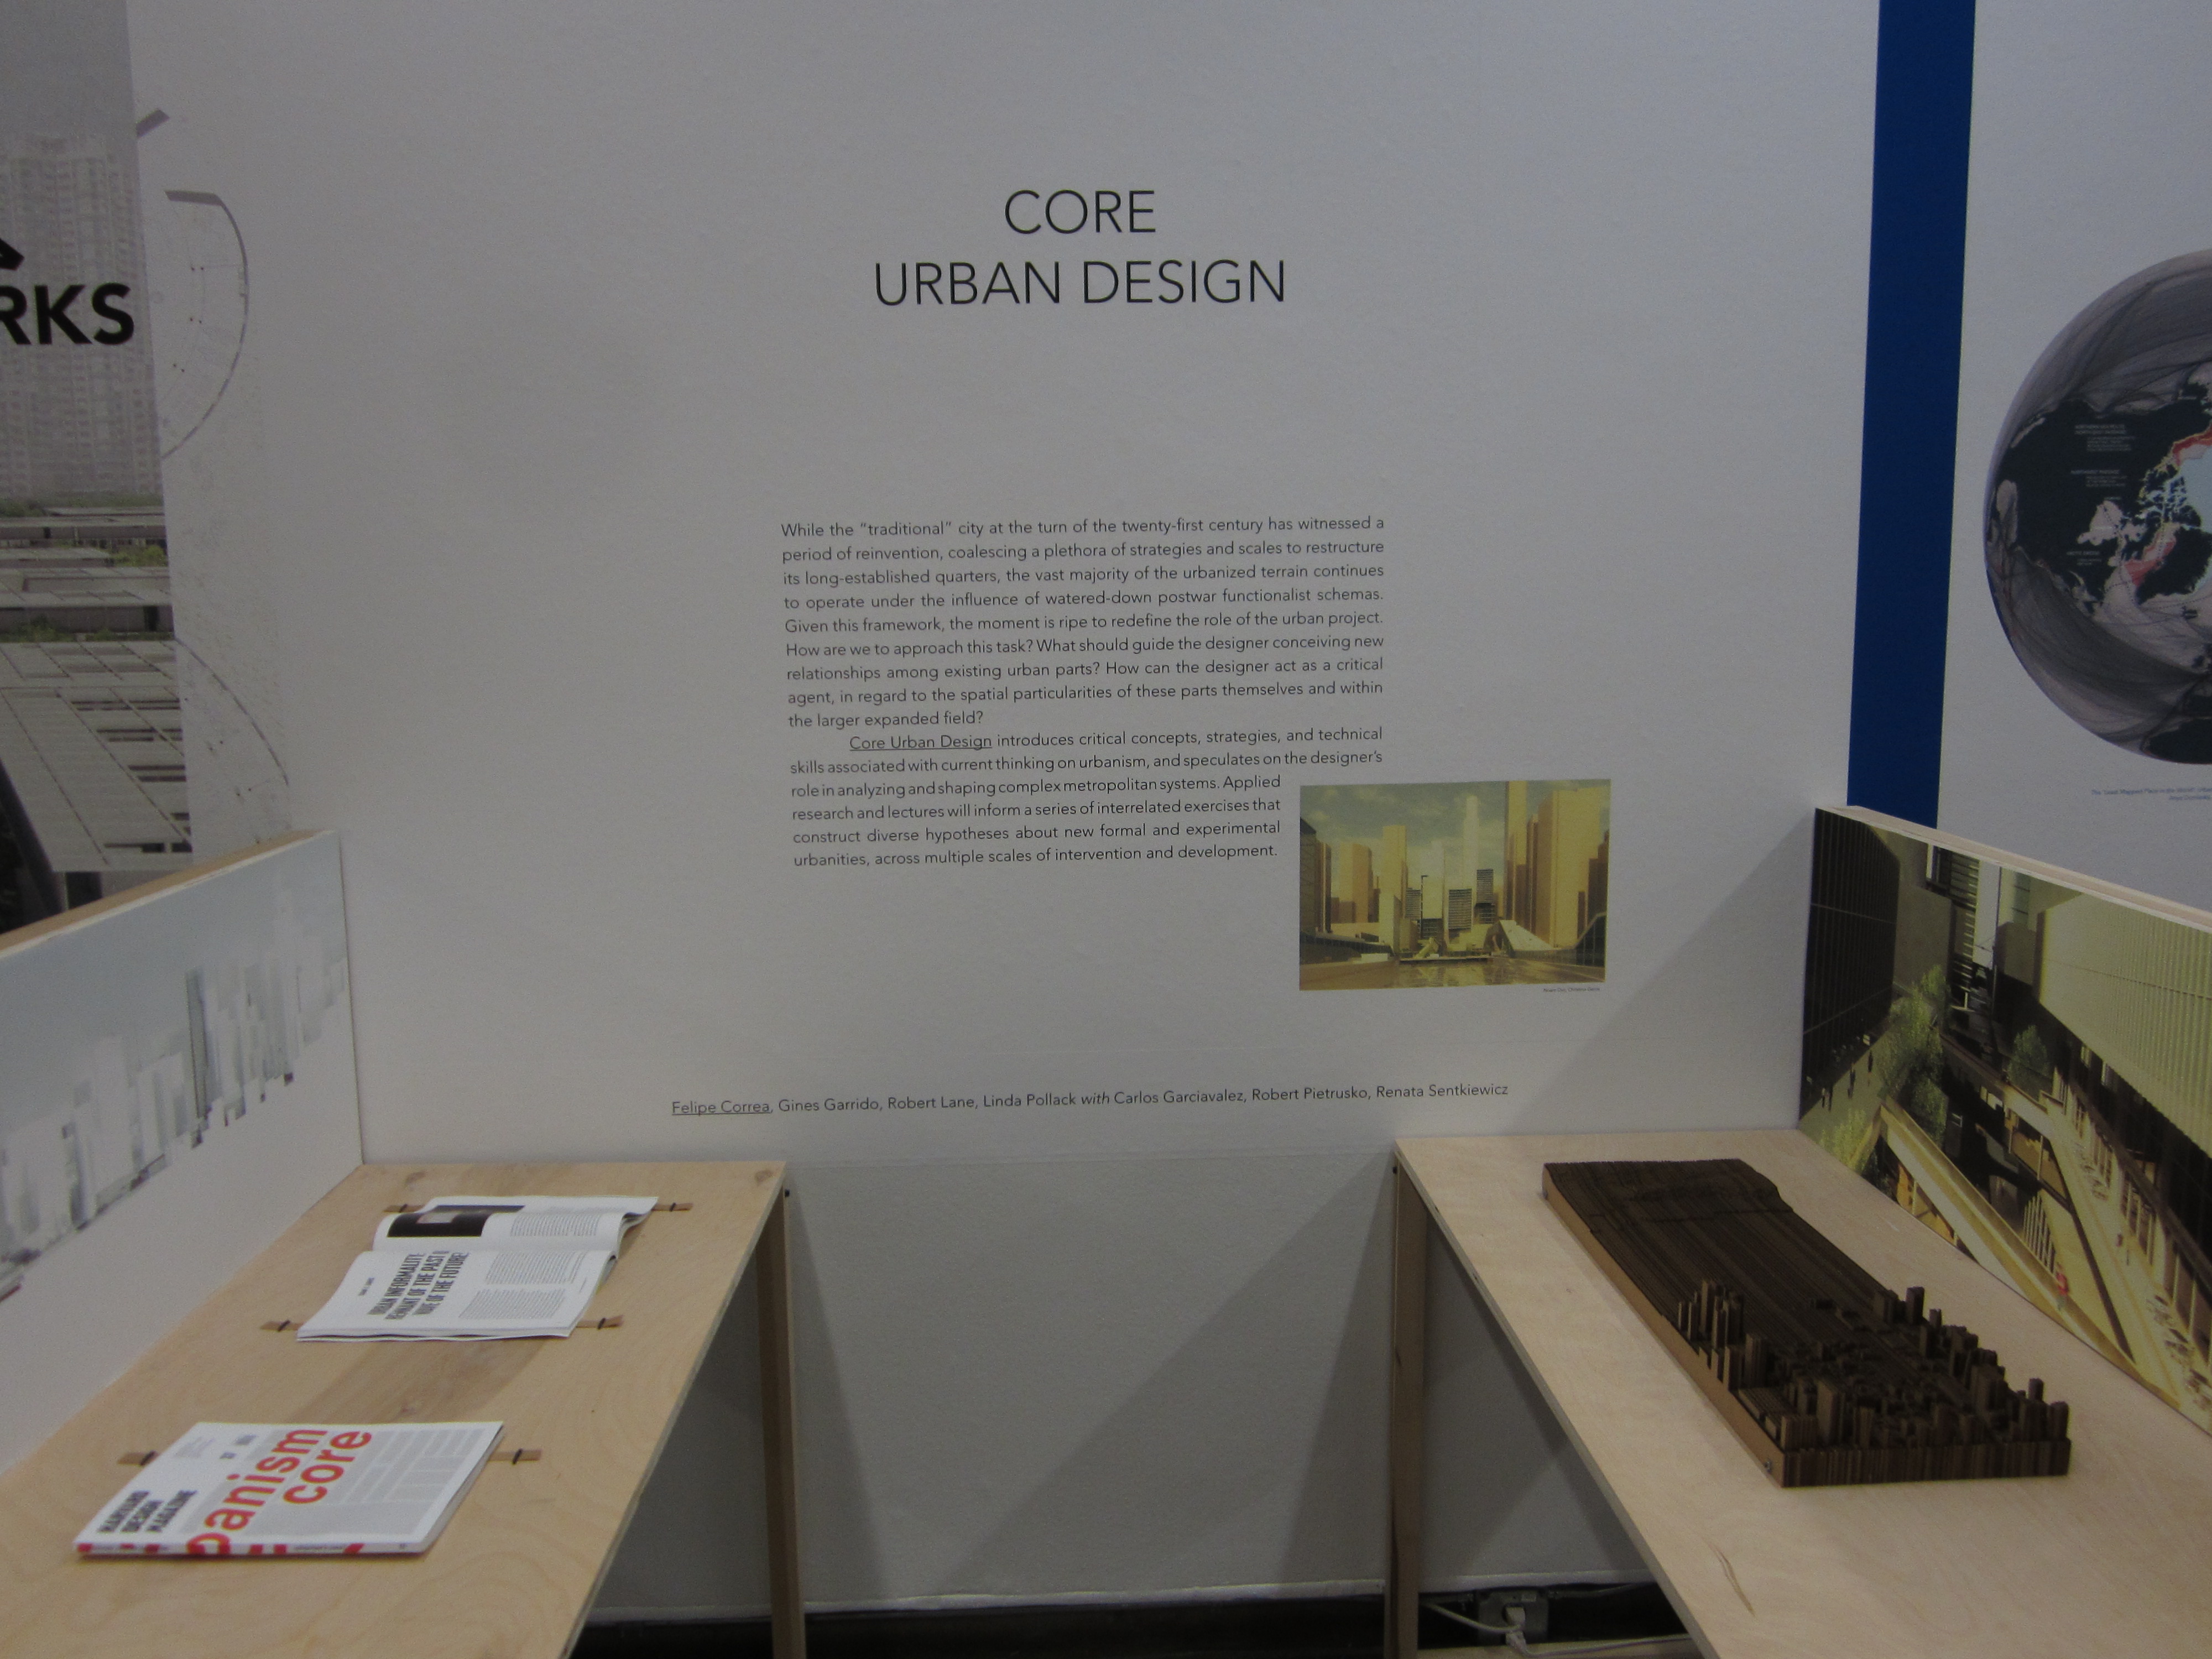 RKS
CORE
URBAN DESIGN
While the “traditional” city at the turn of the twenty-first century has witnessed a
period of reinvention, coalescing a plethora of strategies and scales to restructure
its long-established quarters, the vast majority of the urbanized terrain continues
to operate under the influence of watered-down postwar functionalist schemas.
Given this framework, the moment is ripe to redefine the role of the urban project.
How are we to approach this task? What should guide the designer conceiving new
relationships among existing urban parts? How can the designer act as a critical
agent, in regard to the spatial particularities of these parts themselves and within
the larger expanded field?
Core Urban Design introduces critical concepts, strategies, and technical
skills associated with current thinking on urbanism, and speculates on the designer’s
role in analyzing and shaping complex metropolitan systems. Applied
research and lectures will inform a series of interrelated exercises that
construct diverse hypotheses about new formal and experimental
urbanities, across multiple scales of intervention and development.
Felipe Correa, Gines Garrido, Robert Lane, Linda Pollack with Carlos Garciavalez, Robert Pietrusko, Renata Sentkiewicz
URBAN INFORMALITY
OF THE PAST
OF THE FUTURE?
HARVARD
DESIGN
MAGAZINE
anism
core